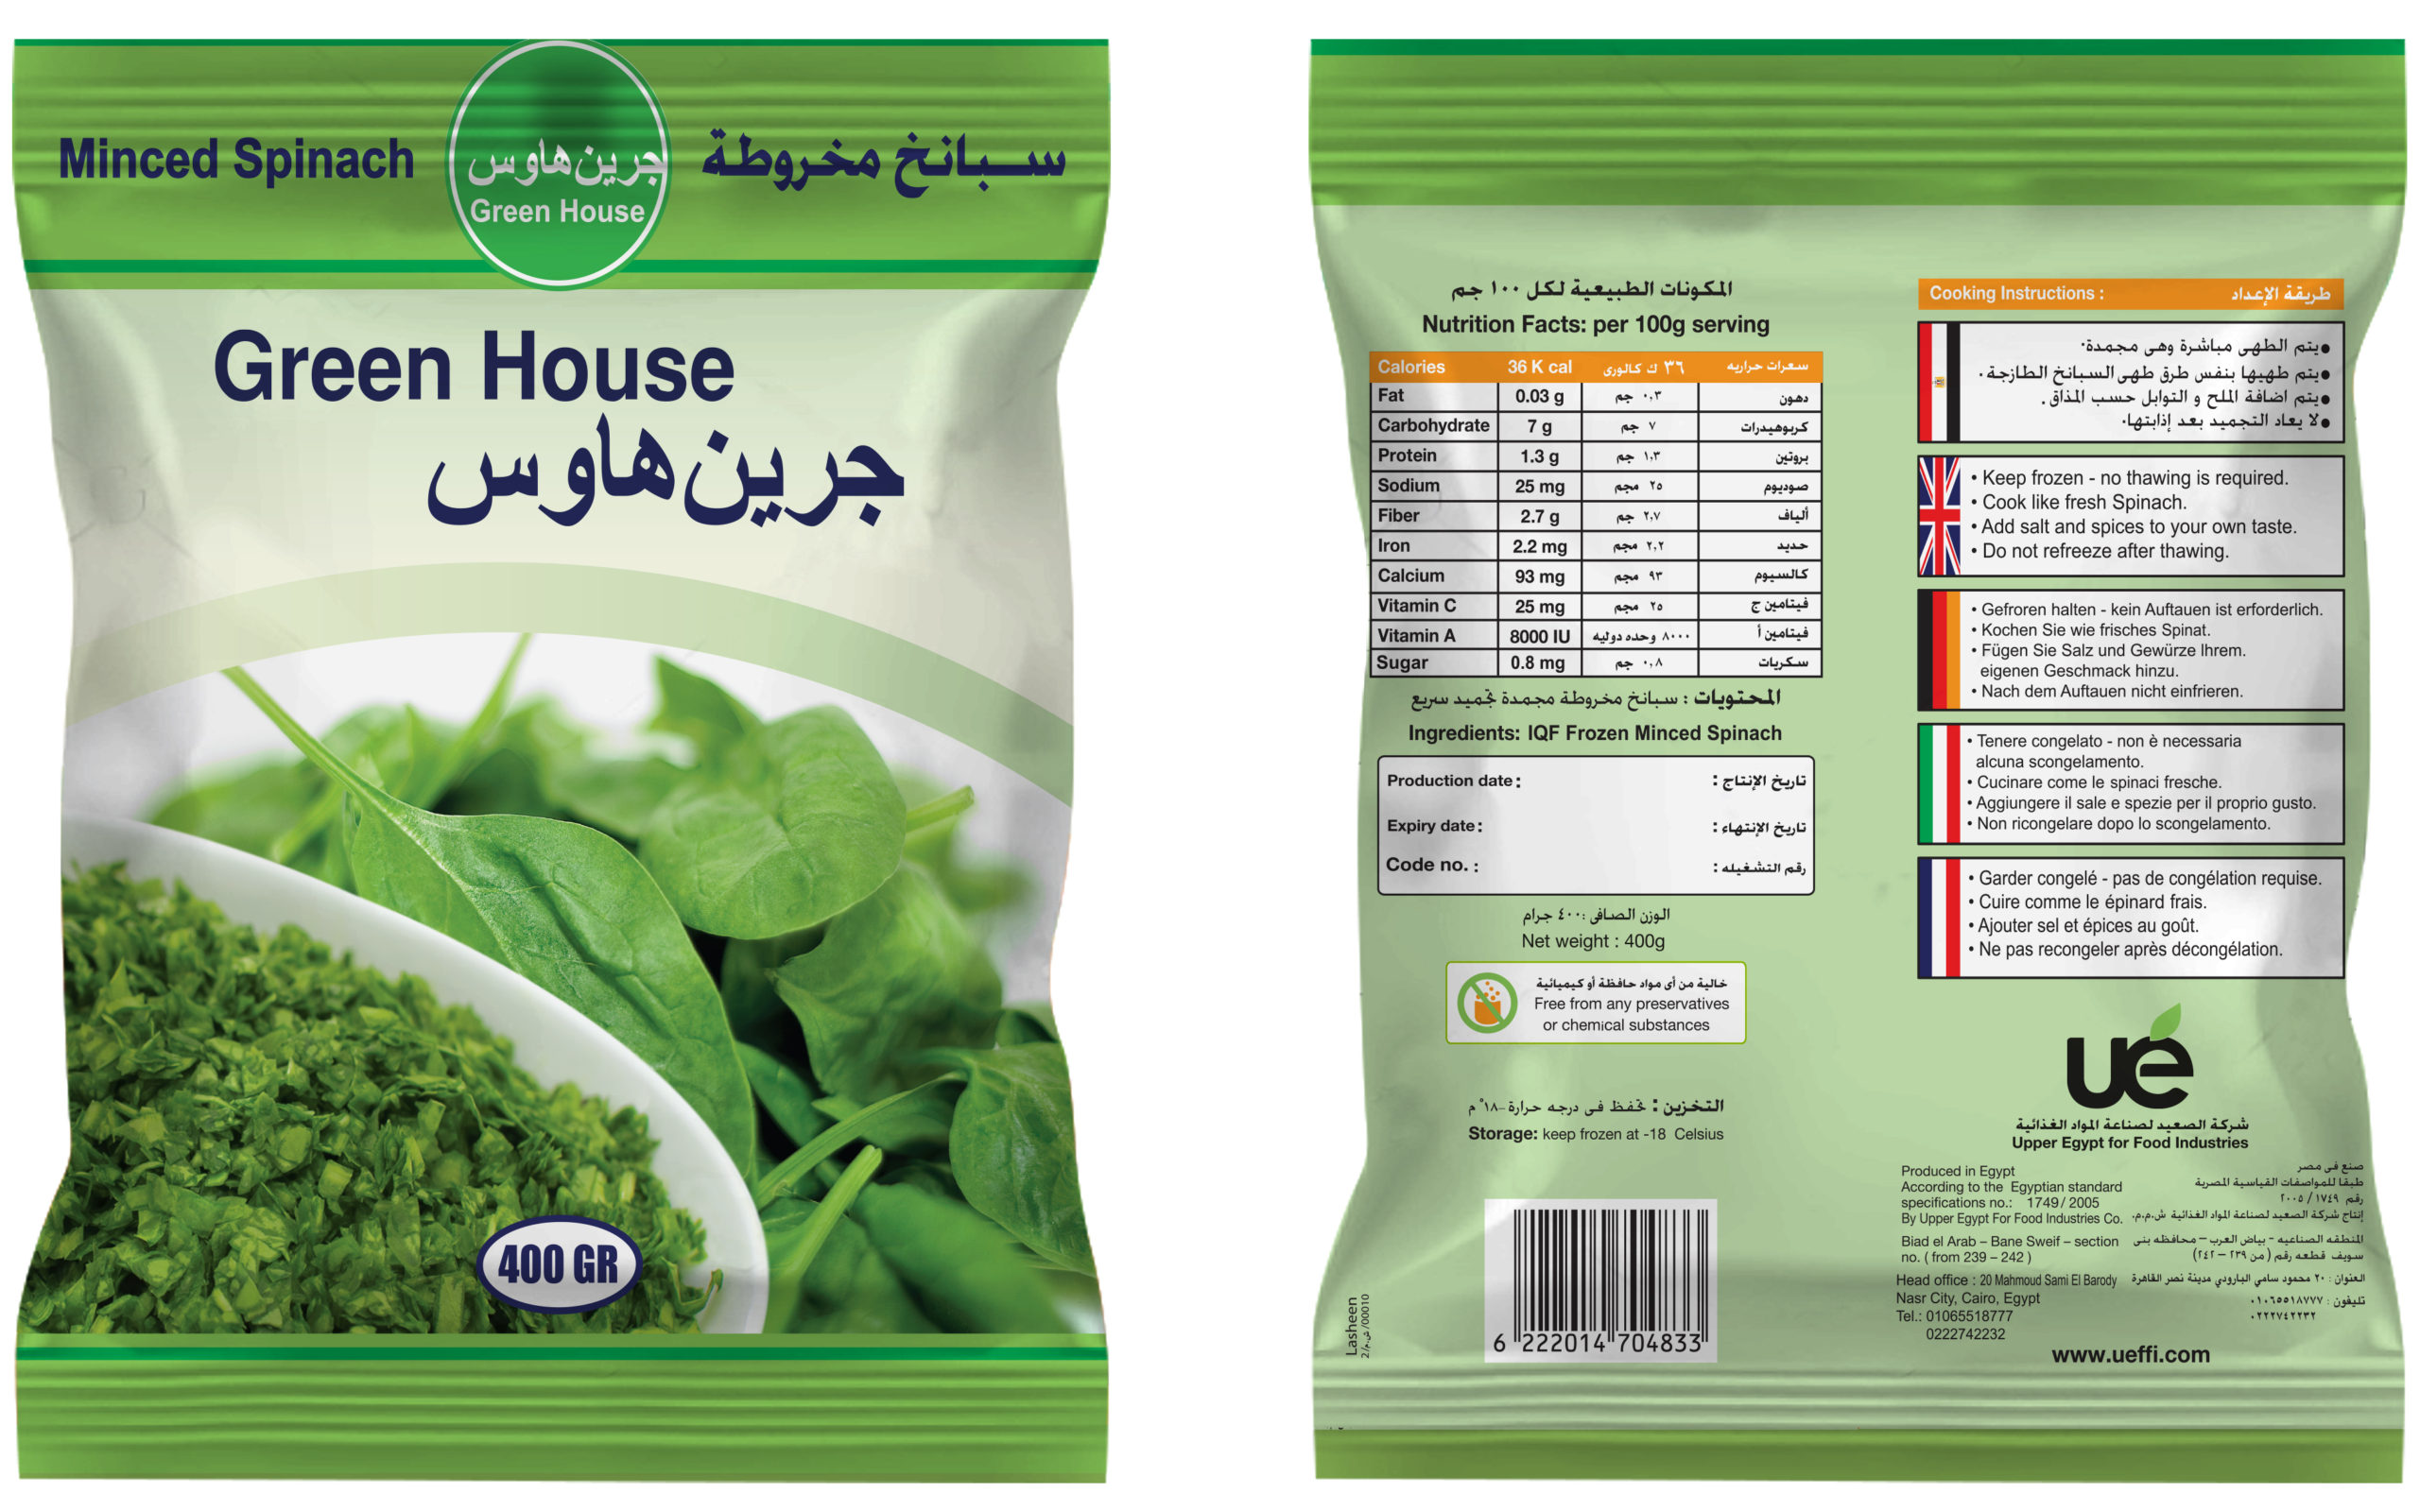 Minced Spinach
جرين هاوس
Green House
سبانخ مخروطة
Green House
جرين هاوس
400 GR
المكونات الطبيعية لكل ١٠٠ جم
Nutrition Facts: per 100g serving
Calories 36 K cal ٣٦ ك كالورى سعرات حراريه
Fat 0.03 g ٠,٣ جم دهون
Carbohydrate 7 g ٧ جم كربوهيدرات
Protein 1.3 g ١,٣ جم بروتين
Sodium 25 mg ٢٥ مجم صوديوم
Fiber 2.7 g ٢,٧ جم ألياف
Iron 2.2 mg ٢,٢ مجم حديد
Calcium 93 mg ٩٣ مجم كالسيوم
Vitamin C 25 mg ٢٥ مجم فيتامين ج
Vitamin A 8000 IU ٨٠٠٠ وحده دوليه فيتامين أ
Sugar 0.8 mg ٠,٨ جم سكريات
المحتويات : سبانخ مخروطة مجمدة تجميد سريع
Ingredients: IQF Frozen Minced Spinach
Production date: تاريخ الإنتاج :
Expiry date: تاريخ الإنتهاء :
Code no. : رقم التشغيله :
الوزن الصافى :٤٠٠ جرام
Net weight : 400g
خالية من أى مواد حافظة أو كيميائية
Free from any preservatives
or chemical substances
التخزين : تحفظ فى درجه حرارة -١٨° م
Storage: keep frozen at -18 Celsius
Lasheen
6 222014 704833
Cooking Instructions : طريقة الإعداد
•يتم الطهى مباشرة وهى مجمدة.
•يتم طهيها بنفس طرق طهى السبانخ الطازجة .
•يتم اضافة الملح و التوابل حسب المذاق .
•لا يعاد التجميد بعد إذابتها.
• Keep frozen - no thawing is required.
• Cook like fresh Spinach.
• Add salt and spices to your own taste.
• Do not refreeze after thawing.
• Gefroren halten - kein Auftauen ist erforderlich.
• Kochen Sie wie frisches Spinat.
• Fügen Sie Salz und Gewürze Ihrem.
eigenen Geschmack hinzu.
• Nach dem Auftauen nicht einfrieren.
• Tenere congelato - non è necessaria
alcuna scongelamento.
• Cucinare come le spinaci fresche.
• Aggiungere il sale e spezie per il proprio gusto.
• Non ricongelare dopo lo scongelamento.
• Garder congelé - pas de congélation requise.
• Cuire comme le épinard frais.
• Ajouter sel et épices au goût.
• Ne pas recongeler après décongélation.
ue
شركة الصعيد لصناعة المواد الغذائية
Upper Egypt for Food Industries
Produced in Egypt صنع فى مصر
According to the Egyptian standard طبقا للمواصفات القياسية المصرية
specifications no.: 1749 / 2005 رقم ١٧٤٩ / ٢٠٠٥
By Upper Egypt For Food Industries Co. إنتاج شركة الصعيد لصناعة المواد الغذائية ش.م.م.
Biad el Arab – Bane Sweif – section المنطقه الصناعيه - بياض العرب – محافظه بنى
no. ( from 239 – 242 ) سويف قطعه رقم ( من ٢٣٩ – ٢٤٢)
Head office : 20 Mahmoud Sami El Barody العنوان : ٢٠ محمود سامي البارودي مدينة نصر القاهرة
Nasr City, Cairo, Egypt تليفون : ٠١٠٦٥٥١٨٧٧٧
Tel.: 01065518777 ٠٢٢٢٧٤٢٢٣٢
0222742232
www.ueffi.com